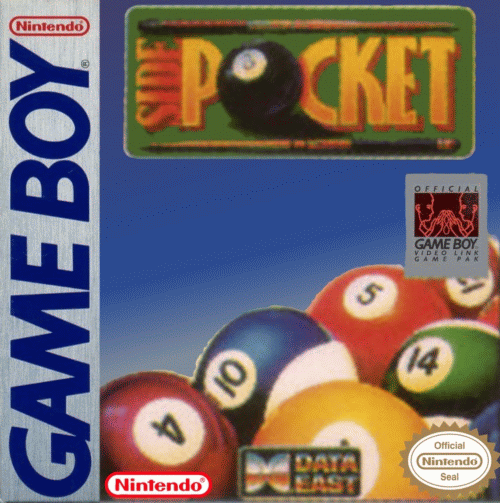 Nintendo®
GAME BOY®
SIDE
POCKET
OFFICIAL
GAME BOY
VIDEO LINK
GAME PAK
5
10
14
4
DATA
EAST
Nintendo®
Official
Nintendo
Seal